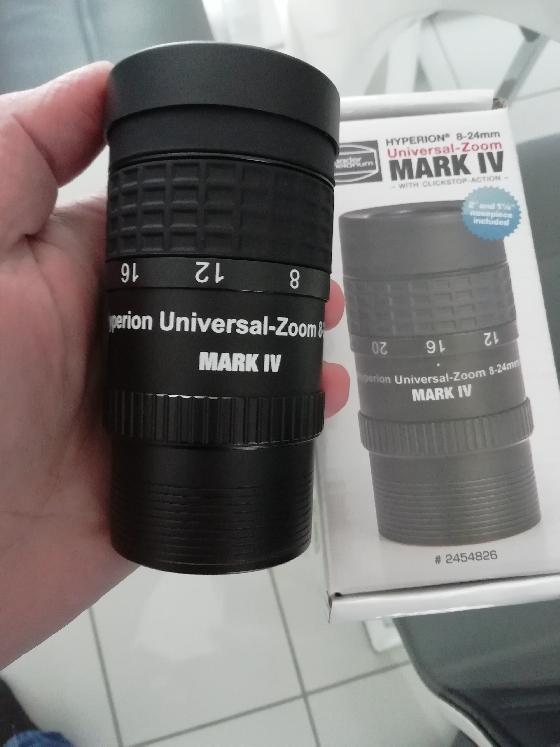 16 12 8
Hyperion Universal-Zoom 8-
MARK IV
HYPERION® 8-24mm
Universal-Zoom
MARK IV
- WITH CLICKSTOP-ACTION -
2" and 1¼"
nosepiece
included
20 16 12
Hyperion Universal-Zoom 8-24mm
MARK IV
# 2454826